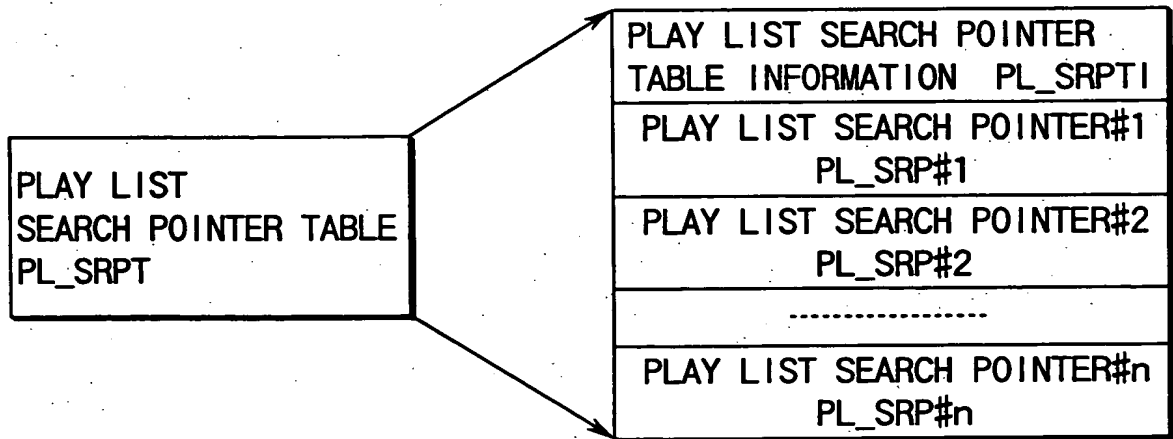 PLAY LIST
SEARCH POINTER TABLE
PL_SRPT
PLAY LIST SEARCH POINTER
TABLE INFORMATION PL_SRPTI
PLAY LIST SEARCH POINTER#1
PL_SRP#1
PLAY LIST SEARCH POINTER#2
PL_SRP#2
------------------
PLAY LIST SEARCH POINTER#n
PL_SRP#n